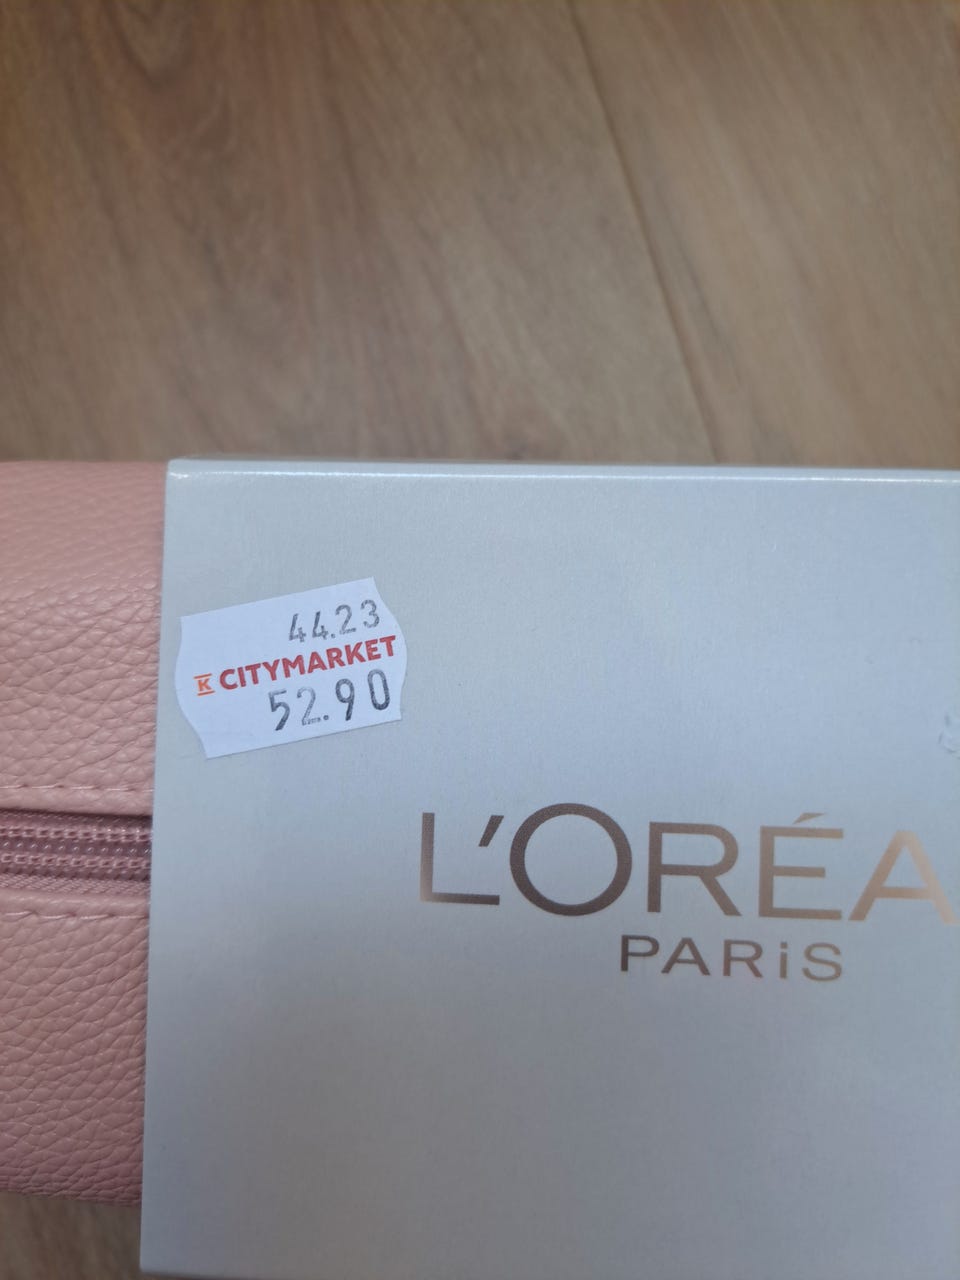 44.23
K CITYMARKET
52.90
L'ORÉA
PARiS